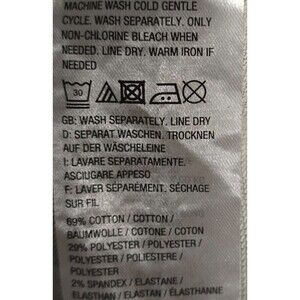 MACHINE WASH COLD GENTLE
CYCLE. WASH SEPARATELY. ONLY
NON-CHLORINE BLEACH WHEN
NEEDED. LINE DRY. WARM IRON IF
NEEDED
30
GB: WASH SEPARATELY. LINE DRY
D: SEPARAT WASCHEN. TROCKNEN
AUF DER WÄSCHELEINE
I: LAVARE SEPARATAMENTE.
ASCIUGARE APPESO
F: LAVER SÉPARÉMENT. SÉCHAGE
SUR FIL
69% COTTON / COTTON /
BAUMWOLLE / COTONE / COTON
29% POLYESTER / POLYESTER /
POLYESTER / POLIESTERE /
POLYESTER
2% SPANDEX / ELASTANE /
ELASTHAN / ELASTAN / ÉLASTHANNE